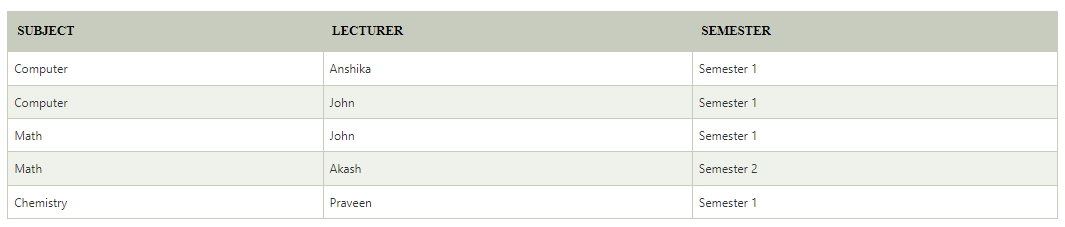 SUBJECT LECTURER SEMESTER
Computer Anshika Semester 1
Computer John Semester 1
Math John Semester 1
Math Akash Semester 2
Chemistry Praveen Semester 1